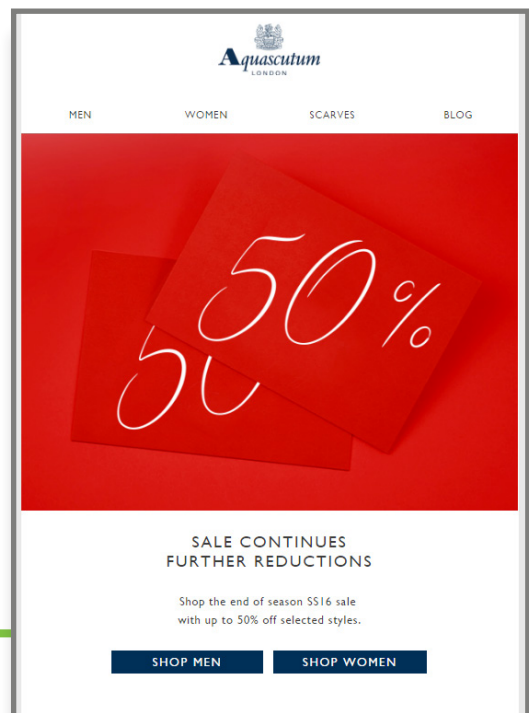 Aquascutum
LONDON
MEN WOMEN SCARVES BLOG
50%
50
SALE CONTINUES
FURTHER REDUCTIONS
Shop the end of season SS16 sale
with up to 50% off selected styles.
SHOP MEN SHOP WOMEN